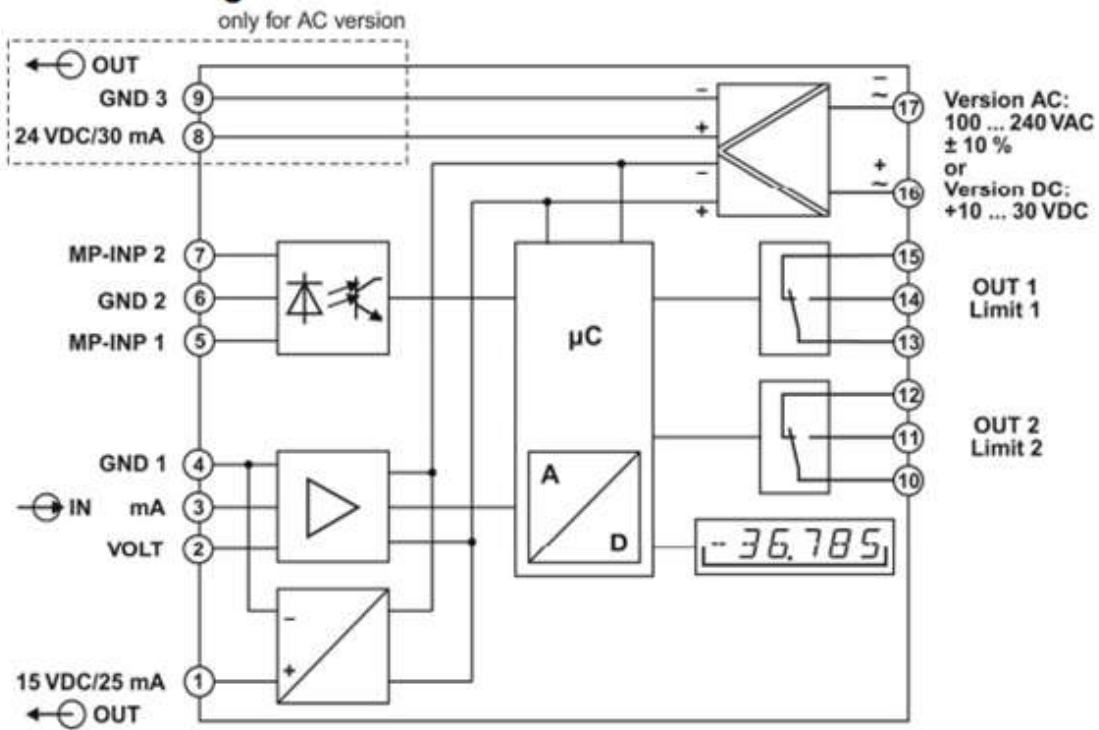 only for AC version
OUT
GND 3 9
24 VDC/30 mA 8
- + - +
- ~ 17
+ ~ 16
Version AC:
100 ... 240 VAC
± 10 %
or
Version DC:
+10 ... 30 VDC
MP-INP 2 7
GND 2 6
MP-INP 1 5
µC
15
14
13
OUT 1
Limit 1
12
11
10
OUT 2
Limit 2
GND 1 4
IN mA 3
VOLT 2
A
D
-36.785
-
+
15 VDC/25 mA 1
OUT